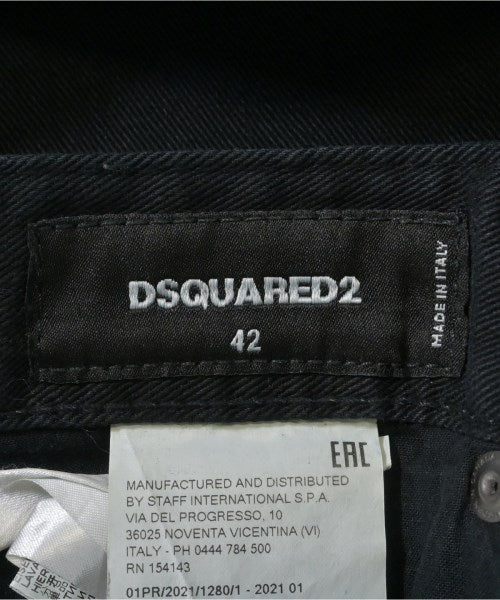 DSQUARED2
42
MADE IN ITALY
EAC
MANUFACTURED AND DISTRIBUTED
BY STAFF INTERNATIONAL S.P.A.
VIA DEL PROGRESSO, 10
36025 NOVENTA VICENTINA (VI)
ITALY - PH 0444 784 500
RN 154143
01PR/2021/1280/1 - 2021 01